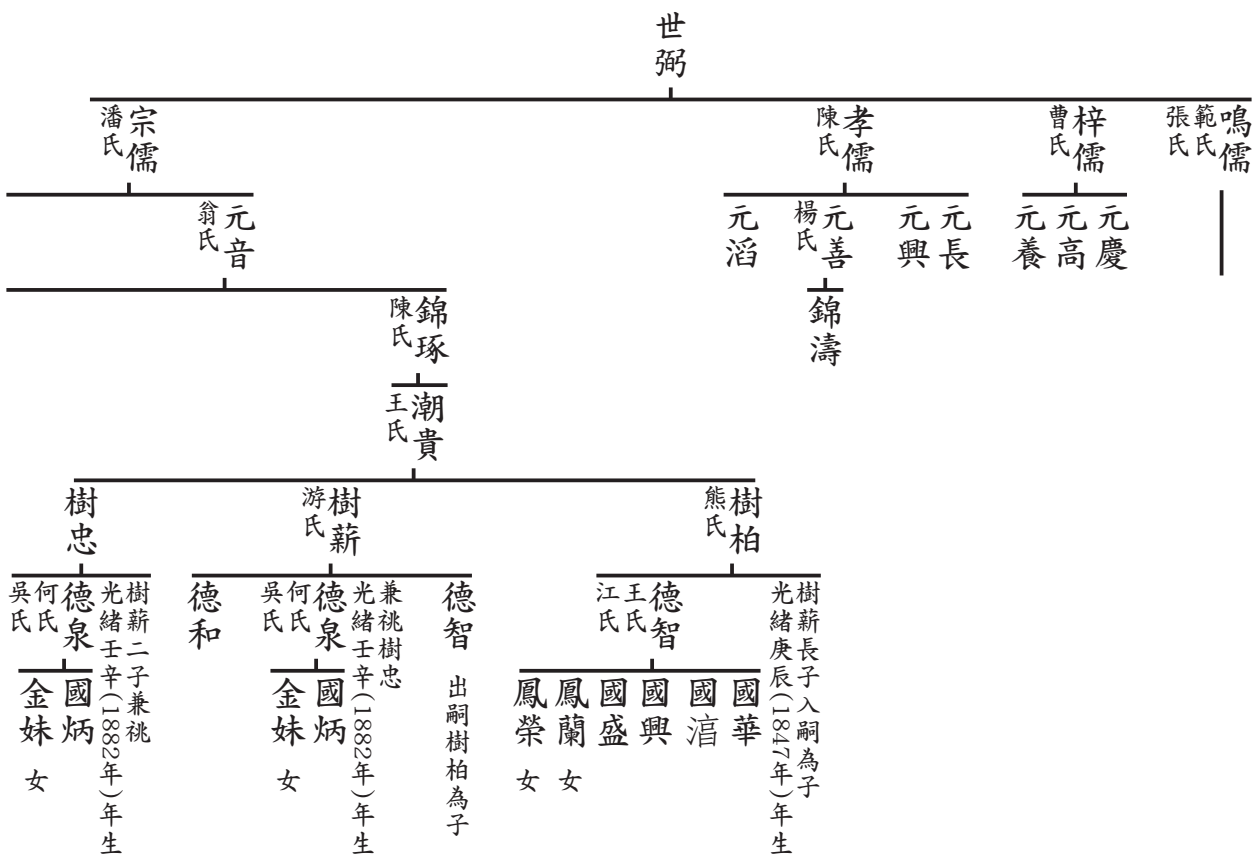 世弼
鳴儒
範氏
張氏
梓儒
曹氏
孝儒
陳氏
宗儒
潘氏
元慶
元高
元養
元長
元興
元善
楊氏
元滔
元音
翁氏
錦濤
錦琢
陳氏
潮貴
王氏
樹柏
熊氏
樹薪
游氏
樹忠
樹薪長子入嗣為子
光緒庚辰(1847年)年生
德智
王氏
江氏
德智 出嗣樹柏為子
兼祧樹忠
光緒壬辛(1882年)年生
德泉
何氏
吳氏
德和
樹薪二子兼祧
光緒壬辛(1882年)年生
德泉
何氏
吳氏
國華
國湻
國興
國盛
鳳蘭 女
鳳榮 女
國炳
金妹 女
國炳
金妹 女